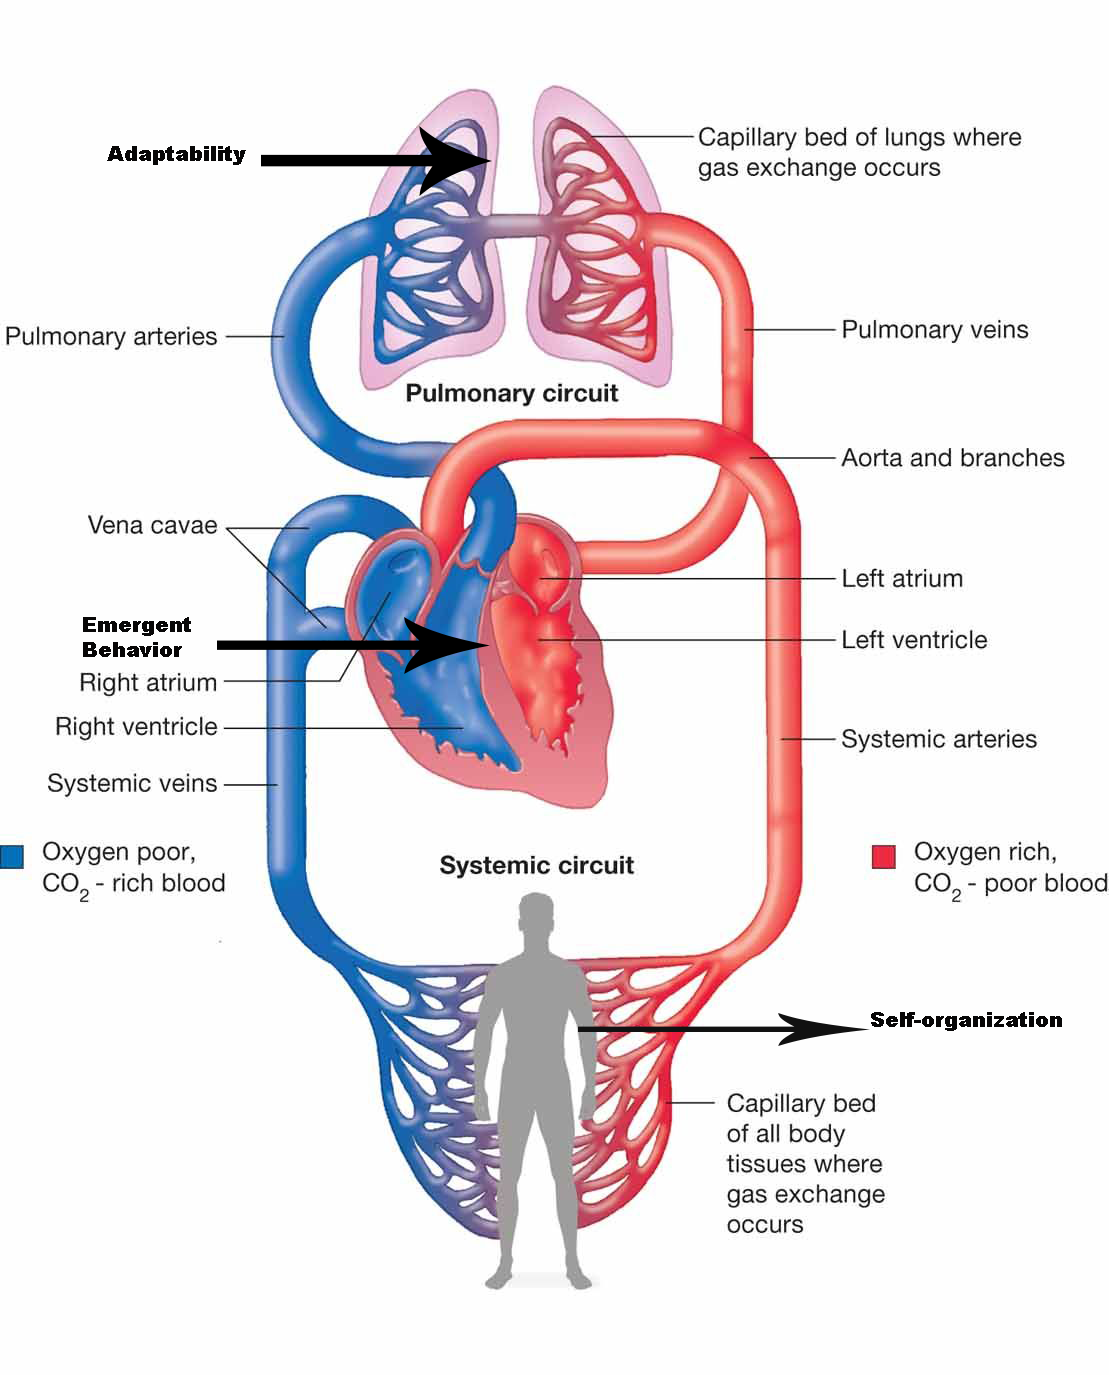 Adaptability
Capillary bed of lungs where
gas exchange occurs
Pulmonary arteries
Pulmonary veins
Pulmonary circuit
Aorta and branches
Vena cavae
Left atrium
Emergent
Behavior
Left ventricle
Right atrium
Right ventricle
Systemic arteries
Systemic veins
Oxygen poor,
CO2 - rich blood
Systemic circuit
Oxygen rich,
CO2 - poor blood
Self-organization
Capillary bed
of all body
tissues where
gas exchange
occurs